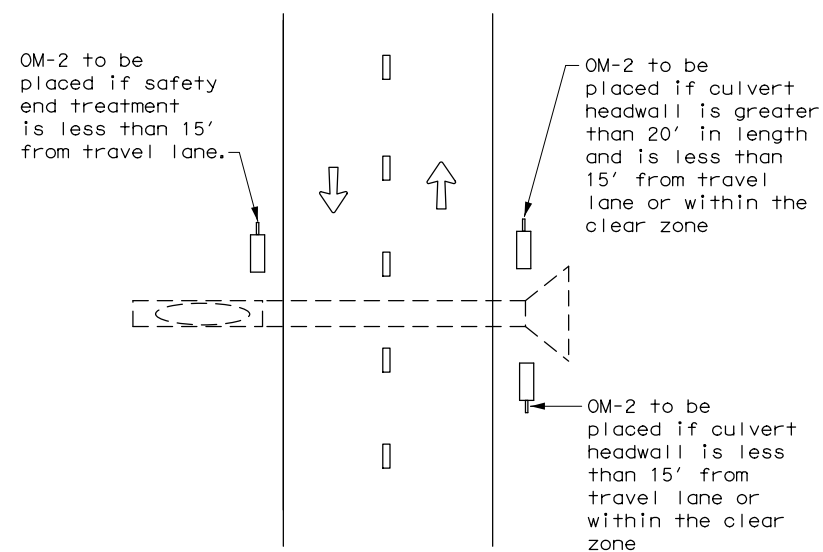 OM-2 to be
placed if safety
end treatment
is less than 15'
from travel lane.
OM-2 to be
placed if culvert
headwall is greater
than 20' in length
and is less than
15' from travel
lane or within the
clear zone
OM-2 to be
placed if culvert
headwall is less
than 15' from
travel lane or
within the clear
zone